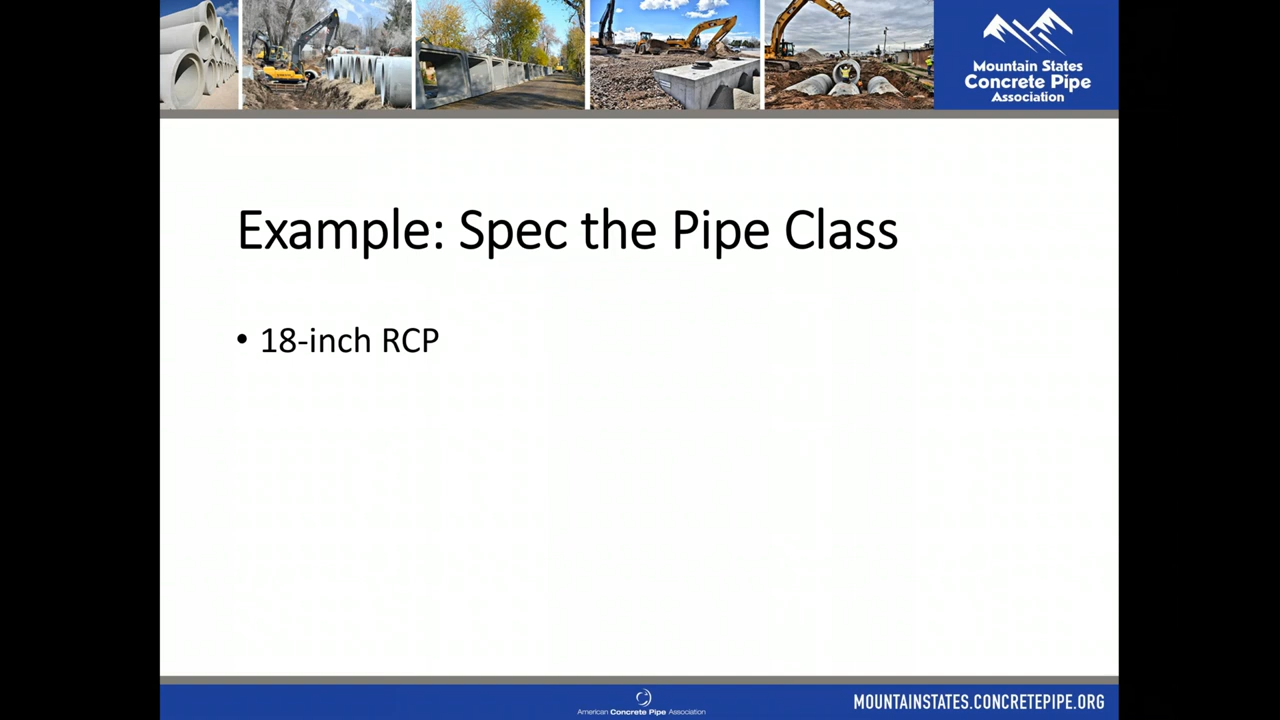 Mountain States
Concrete Pipe
Association
Example: Spec the Pipe Class
• 18-inch RCP
American Concrete Pipe Association
MOUNTAINSTATES.CONCRETEPIPE.ORG